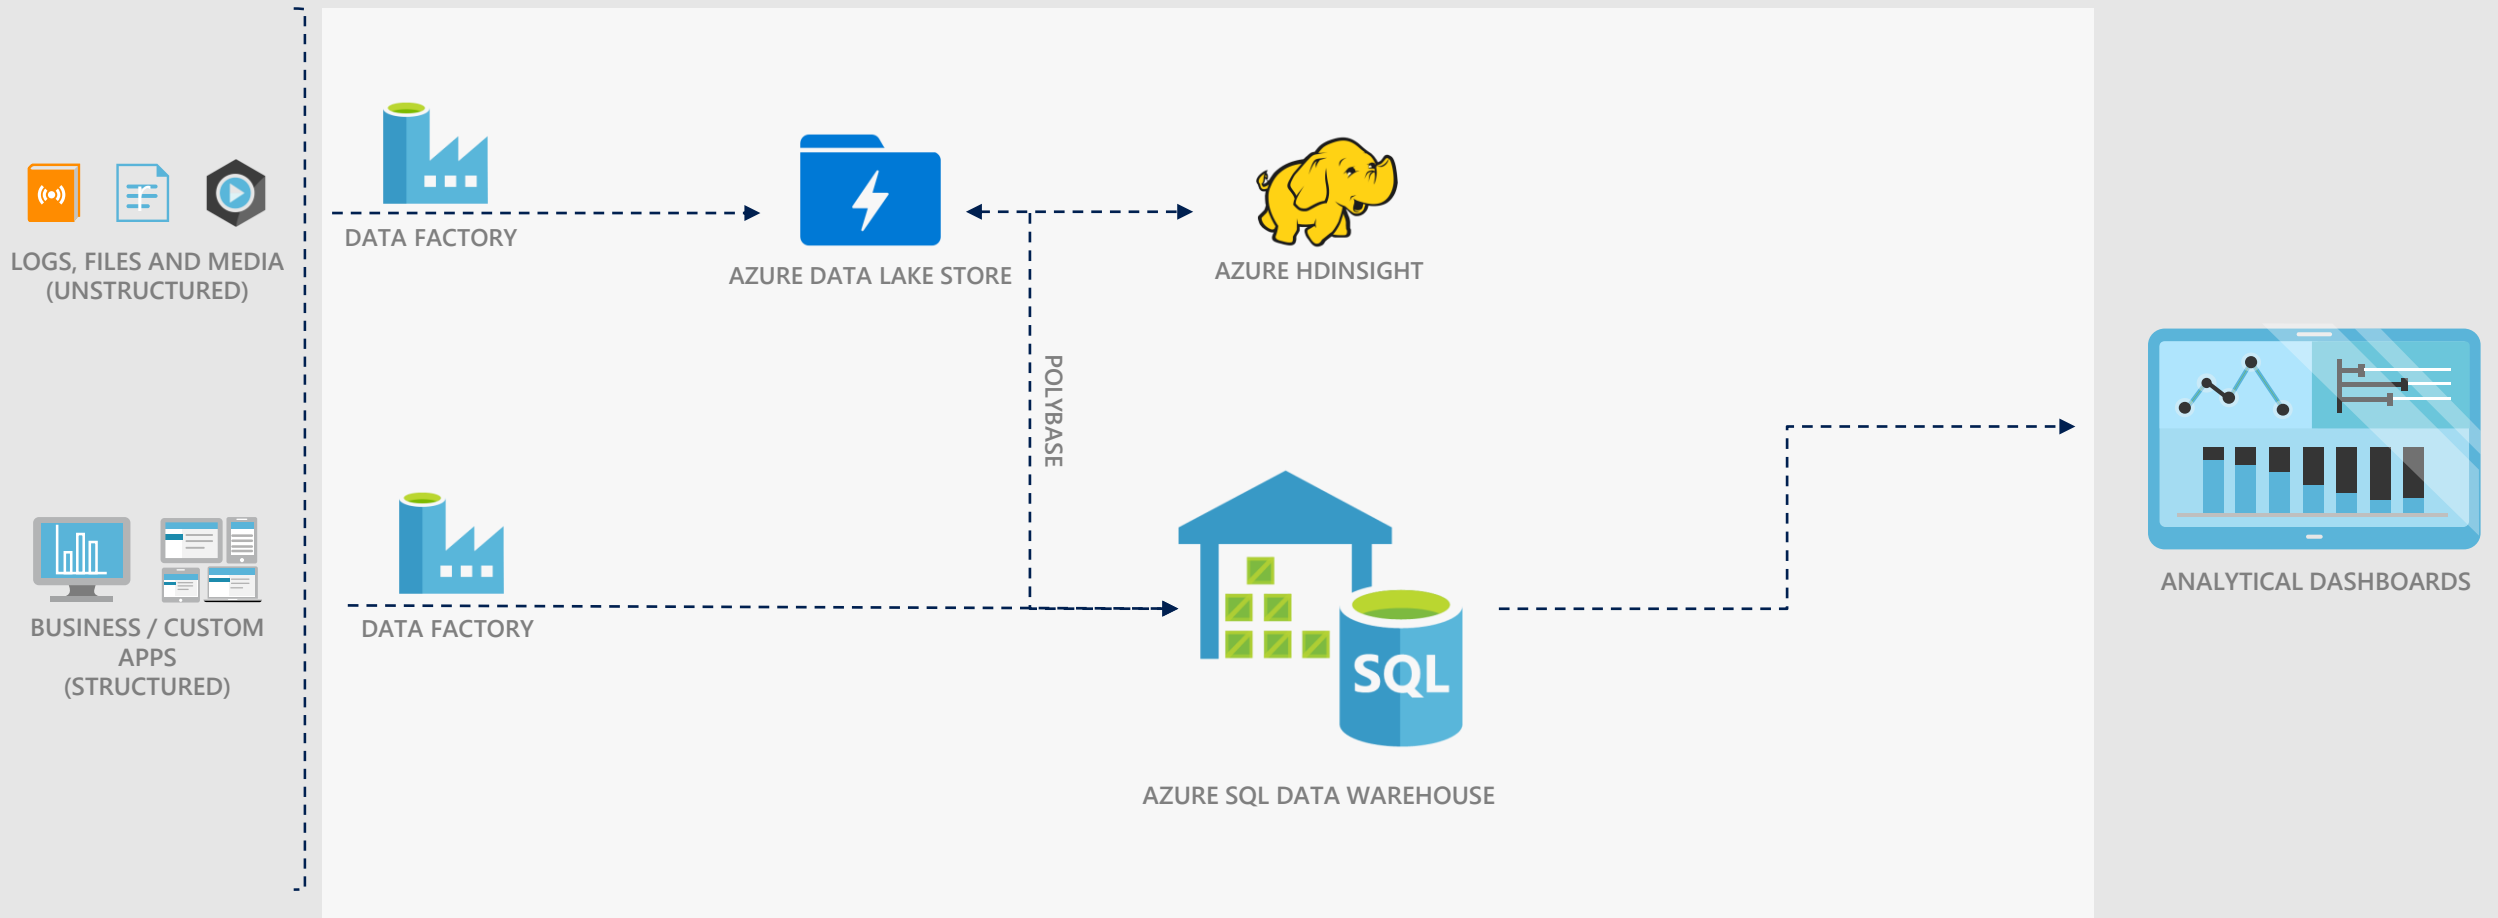 LOGS, FILES AND MEDIA
(UNSTRUCTURED)
BUSINESS / CUSTOM
APPS
(STRUCTURED)
DATA FACTORY
AZURE DATA LAKE STORE
AZURE HDINSIGHT
POLYBASE
DATA FACTORY
SQL
AZURE SQL DATA WAREHOUSE
ANALYTICAL DASHBOARDS